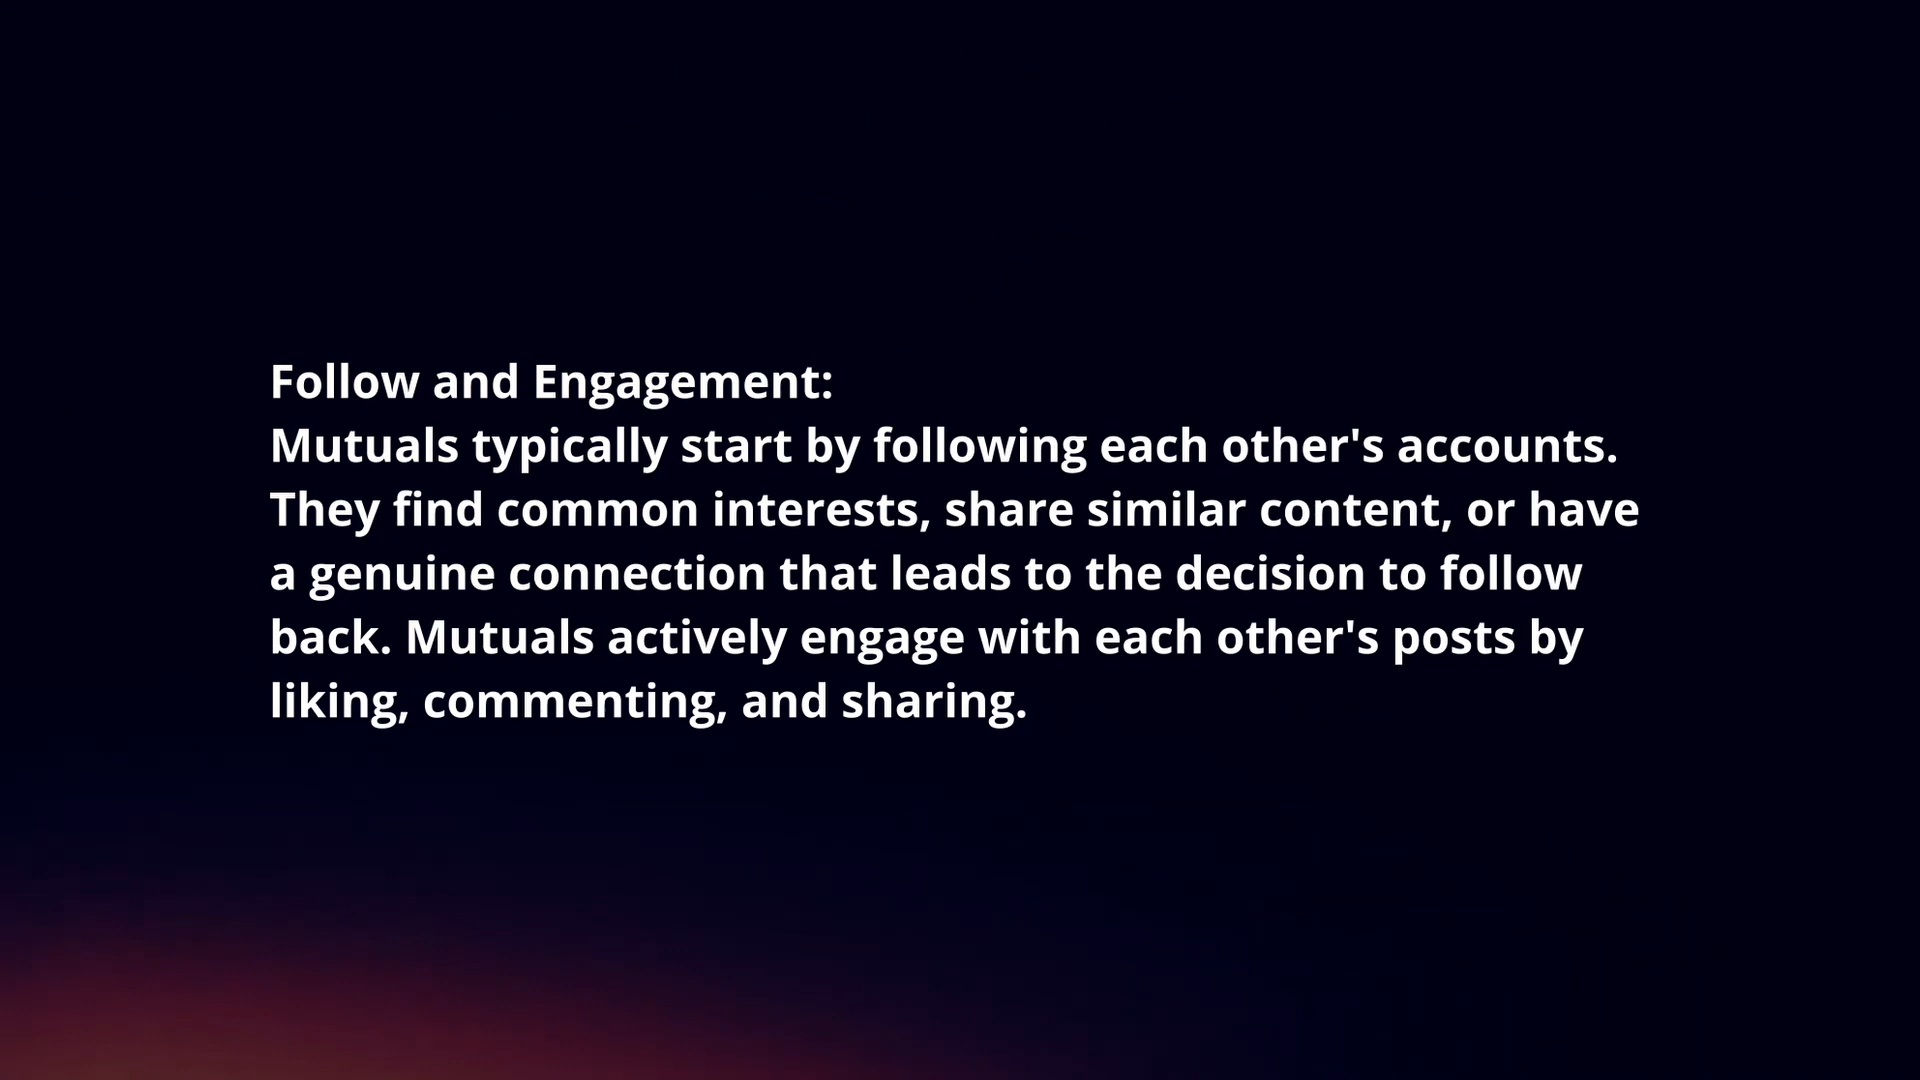 Follow and Engagement:
Mutuals typically start by following each other's accounts.
They find common interests, share similar content, or have
a genuine connection that leads to the decision to follow
back. Mutuals actively engage with each other's posts by
liking, commenting, and sharing.